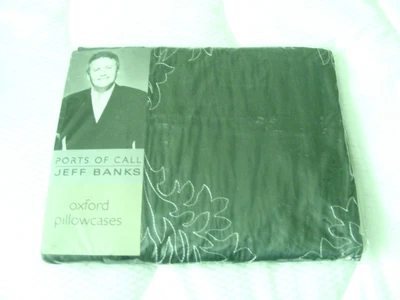 PORTS OF CALL
JEFF BANKS
oxford
pillowcases